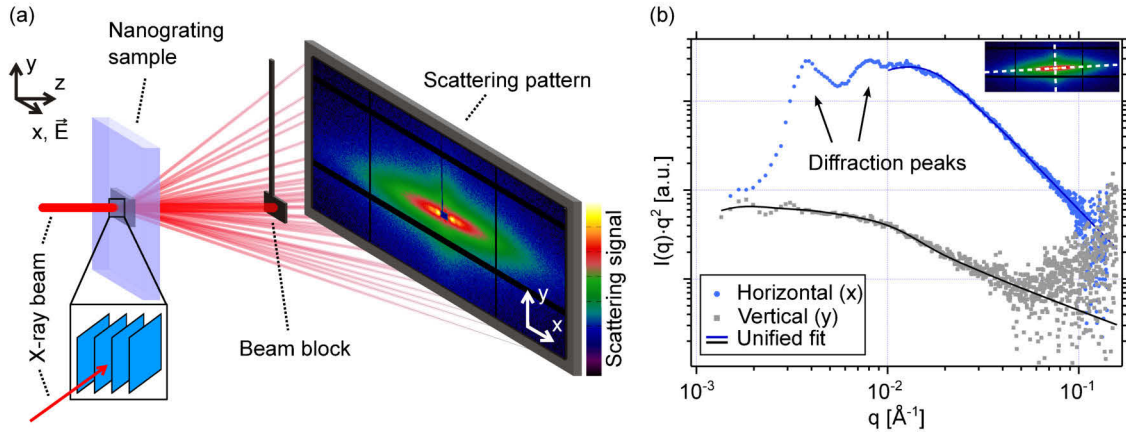 (a)
Nanograting
sample
y
z
x, E⃗
Scattering pattern
X-ray beam
Beam block
y
x
Scattering signal
(b)
I(q)·q² [a.u.]
Diffraction peaks
Horizontal (x)
Vertical (y)
Unified fit
10⁻³
10⁻²
10⁻¹
q [Å⁻¹]